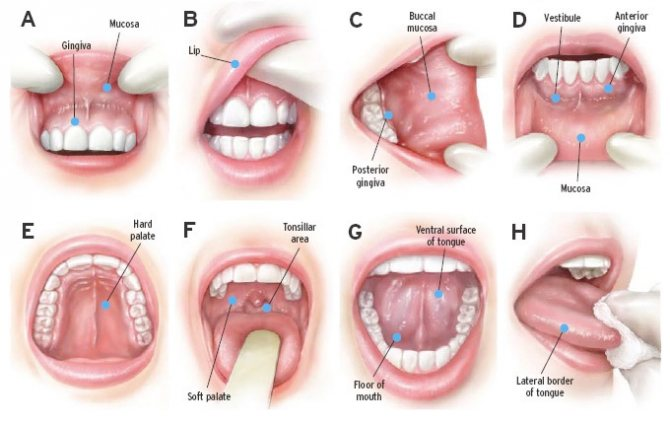 A
Mucosa
Gingiva
B
Lip
C
Buccal
mucosa
Posterior
gingiva
D
Vestibule
Anterior
gingiva
Mucosa
E
Hard
palate
F
Tonsillar
area
Soft palate
G
Ventral surface
of tongue
Floor of
mouth
H
Lateral border
of tongue